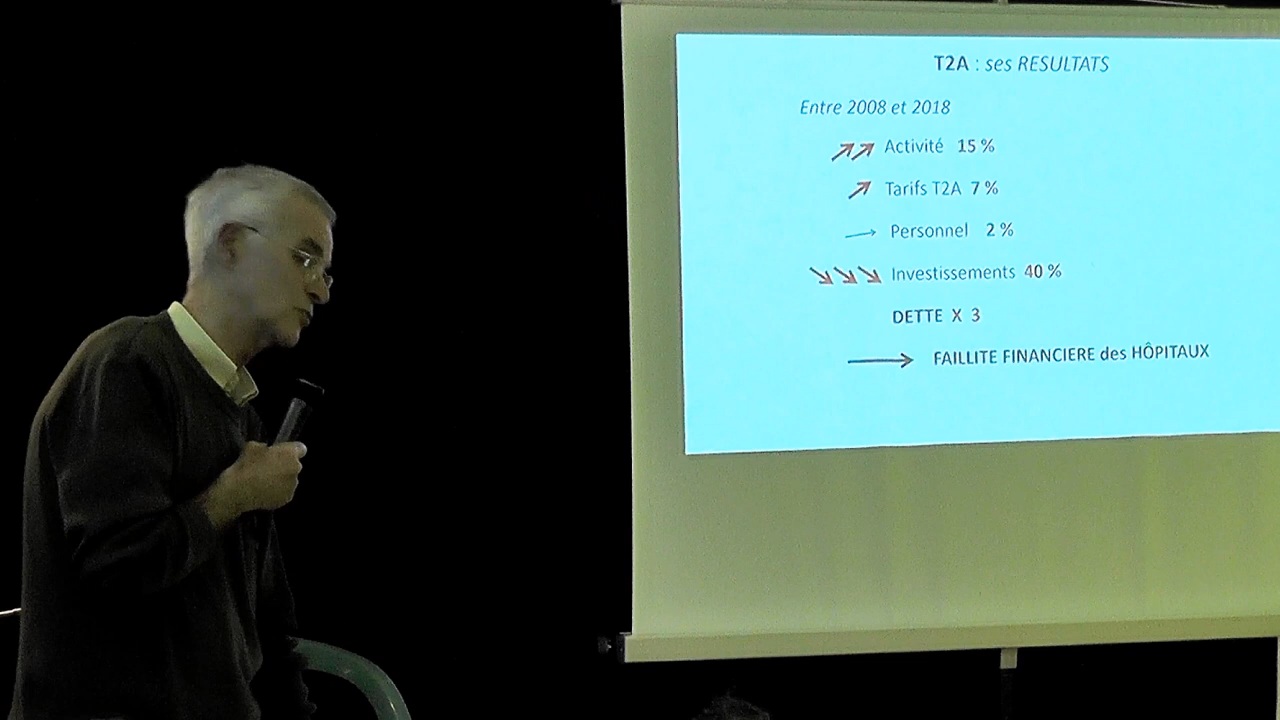 T2A : ses RESULTATS
Entre 2008 et 2018
Activité 15 %
Tarifs T2A 7 %
Personnel 2 %
Investissements 40 %
DETTE X 3
FAILLITE FINANCIERE des HÔPITAUX